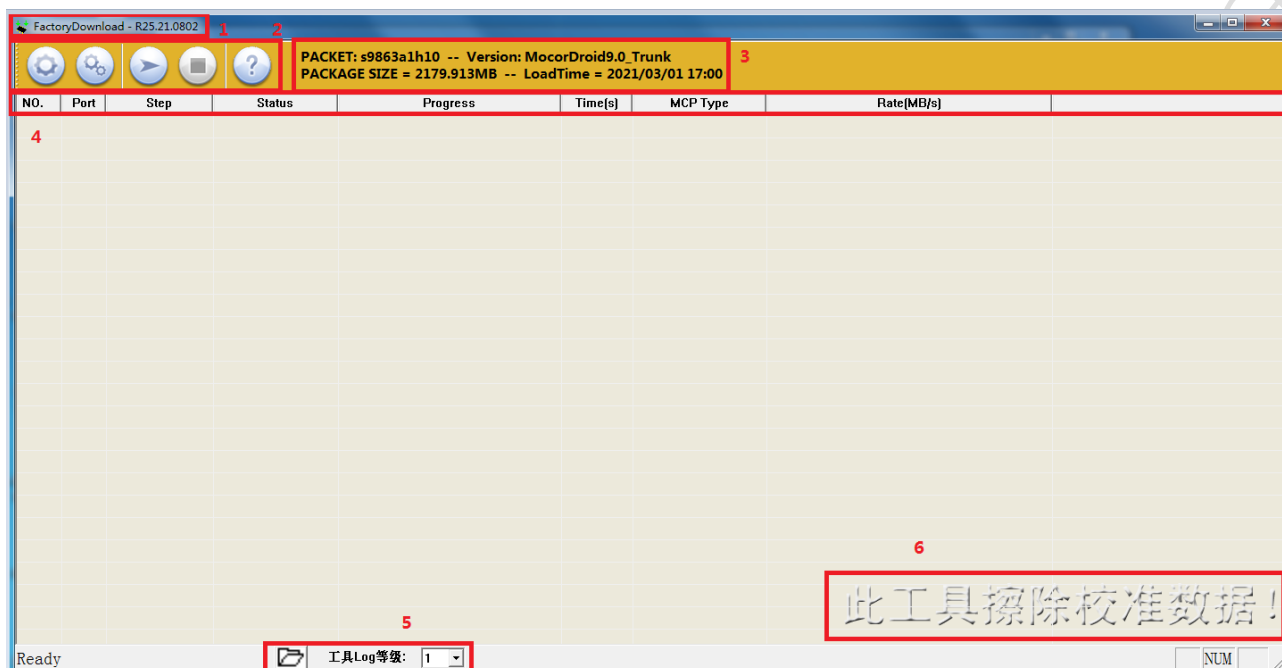 FactoryDownload - R25.21.0802
1
2
PACKET: s9863a1h10 -- Version: MocorDroid9.0_Trunk
PACKAGE SIZE = 2179.913MB -- LoadTime = 2021/03/01 17:00
3
NO. Port Step Status Progress Time(s) MCP Type Rate(MB/s)
4
6
此工具擦除校准数据!
5
Ready 工具Log等级: 1 NUM